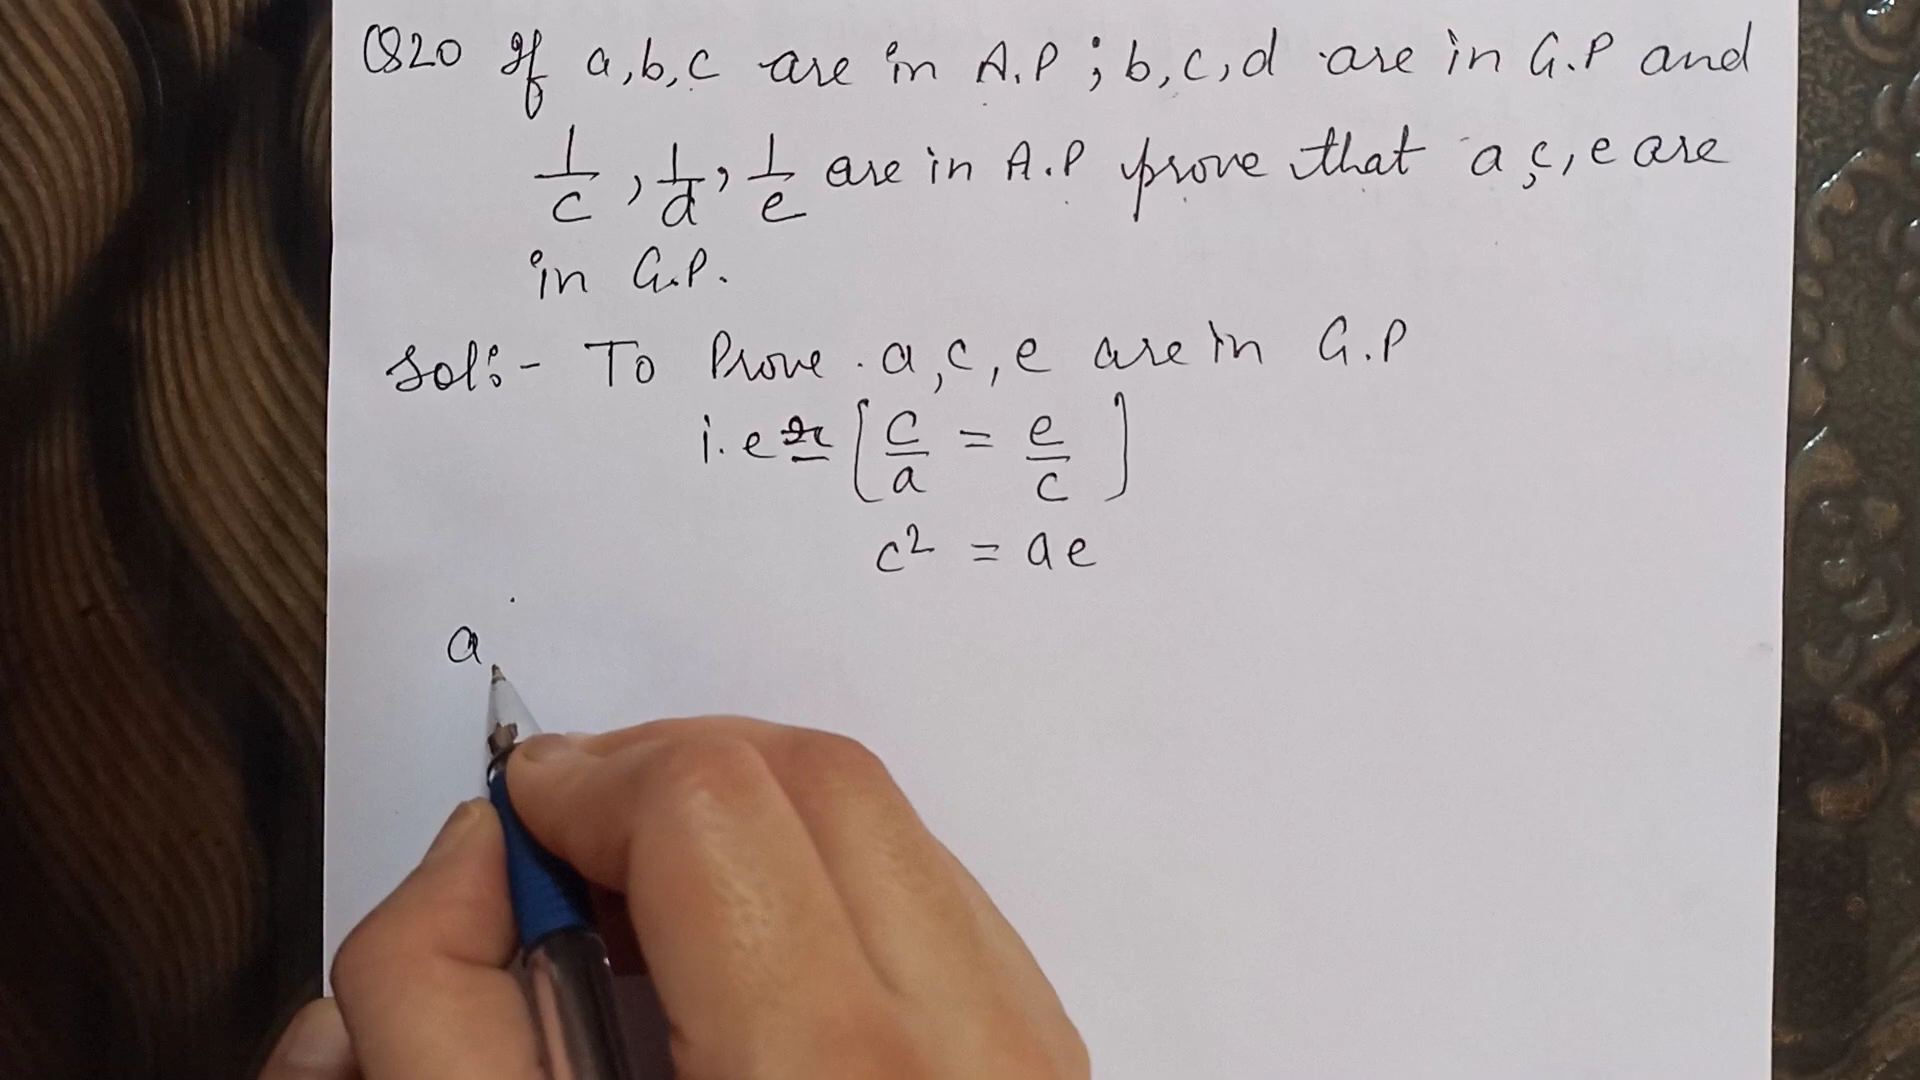 Q20 If a,b,c are in A.P ; b,c,d are in G.P and
1/c , 1/d , 1/e are in A.P prove that a c, e are
in G.P.
Sol:- To Prove . a,c,e are in G.P
i.e [ c/a = e/c ]
c² = ae
a,